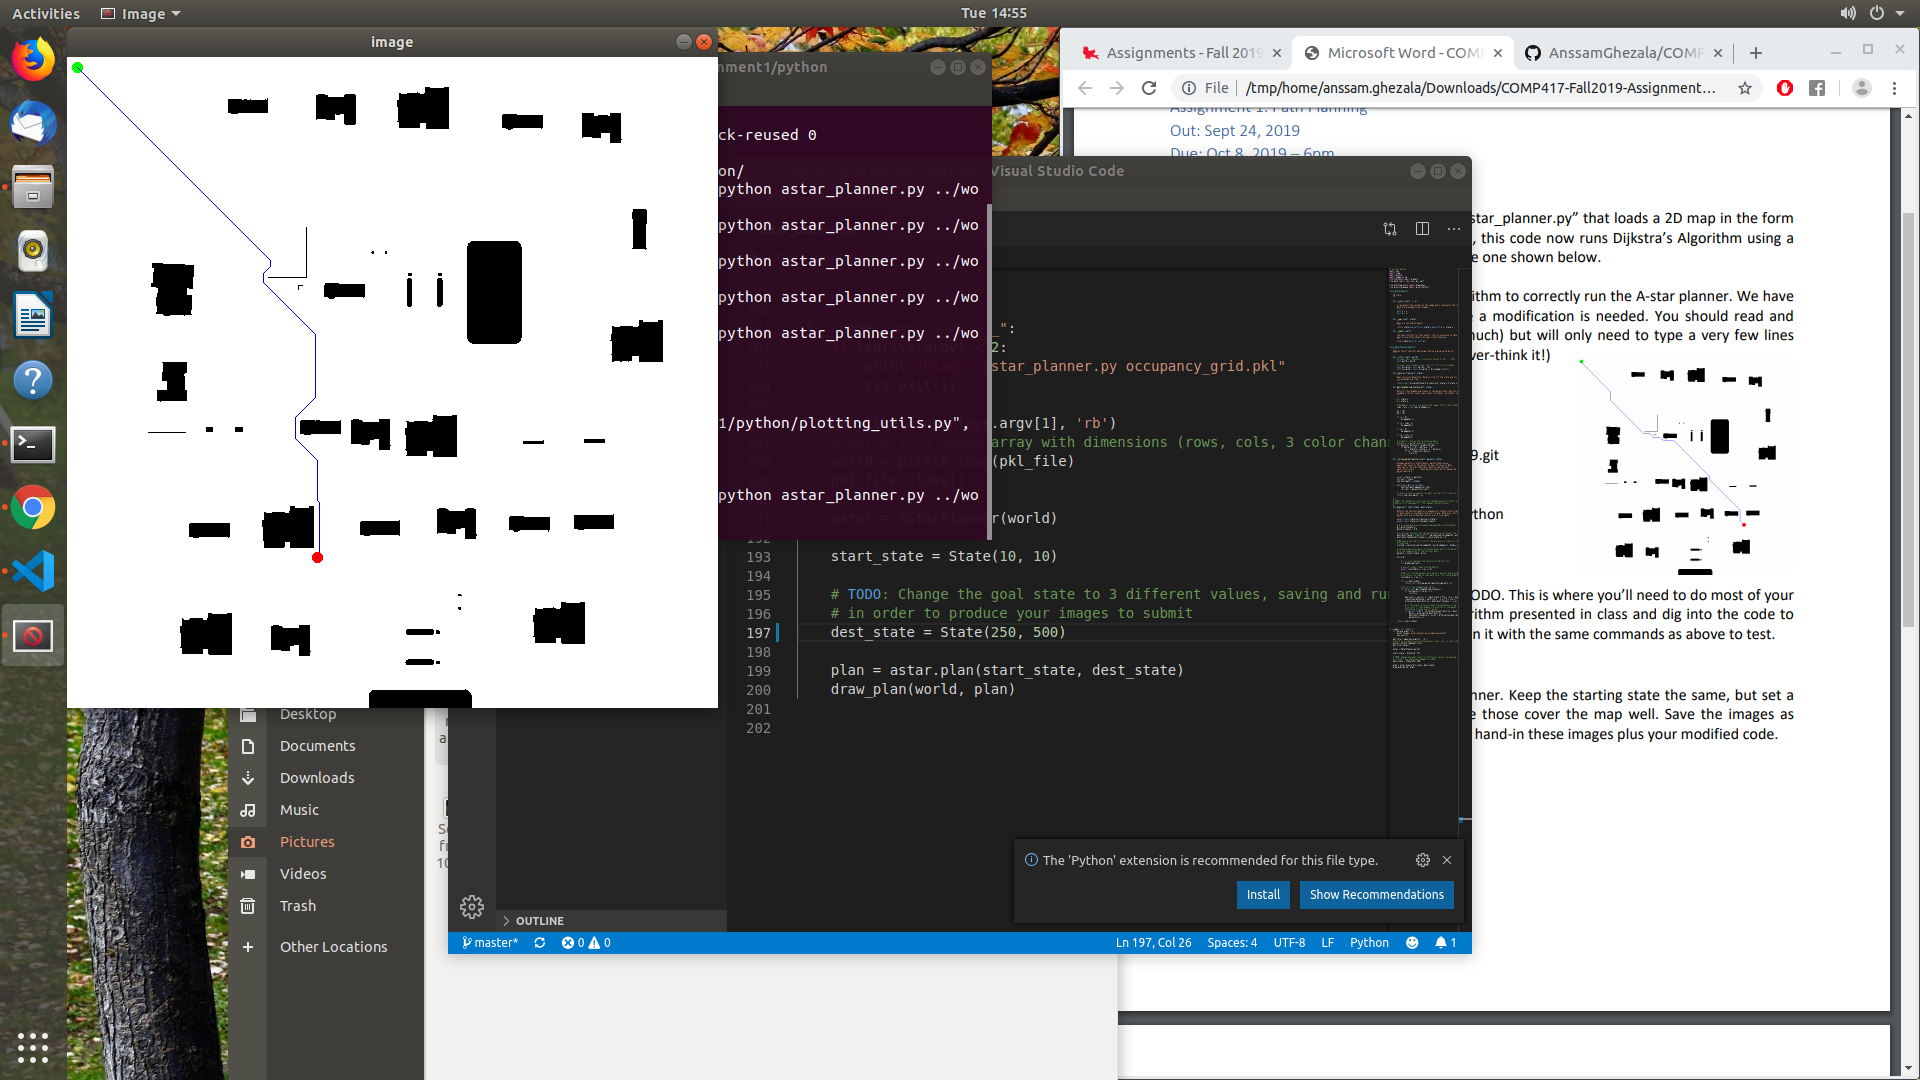 Activities
Image
Tue 14:55
image
nment1/python
ck-reused 0
on/
python astar_planner.py ../wo
python astar_planner.py ../wo
python astar_planner.py ../wo
python astar_planner.py ../wo
python astar_planner.py ../wo
1/python/plotting_utils.py",
python astar_planner.py ../wo
Visual Studio Code
__":
2:
star_planner.py occupancy_grid.pkl"
.argv[1], 'rb')
array with dimensions (rows, cols, 3 color chann
(pkl_file)
r(world)
193 start_state = State(10, 10)
194
195 # TODO: Change the goal state to 3 different values, saving and ru
196 # in order to produce your images to submit
197 dest_state = State(250, 500)
198
199 plan = astar.plan(start_state, dest_state)
200 draw_plan(world, plan)
201
202
The 'Python' extension is recommended for this file type.
Install
Show Recommendations
OUTLINE
master*
0
0
Ln 197, Col 26
Spaces: 4
UTF-8
LF
Python
1
Desktop
Documents
Downloads
Music
Pictures
Videos
Trash
Other Locations
Assignments - Fall 2019
Microsoft Word - COM
AnssamGhezala/COMP
File
/tmp/home/anssam.ghezala/Downloads/COMP417-Fall2019-Assignment...
Assignment 1: Path Planning
Out: Sept 24, 2019
Due: Oct 8, 2019 – 6pm
star_planner.py” that loads a 2D map in the form
, this code now runs Dijkstra’s Algorithm using a
e one shown below.
ithm to correctly run the A-star planner. We have
a modification is needed. You should read and
nuch) but will only need to type a very few lines
ver-think it!)
9.git
ython
TODO. This is where you’ll need to do most of your
rithm presented in class and dig into the code to
n it with the same commands as above to test.
nner. Keep the starting state the same, but set a
e those cover the map well. Save the images as
hand-in these images plus your modified code.